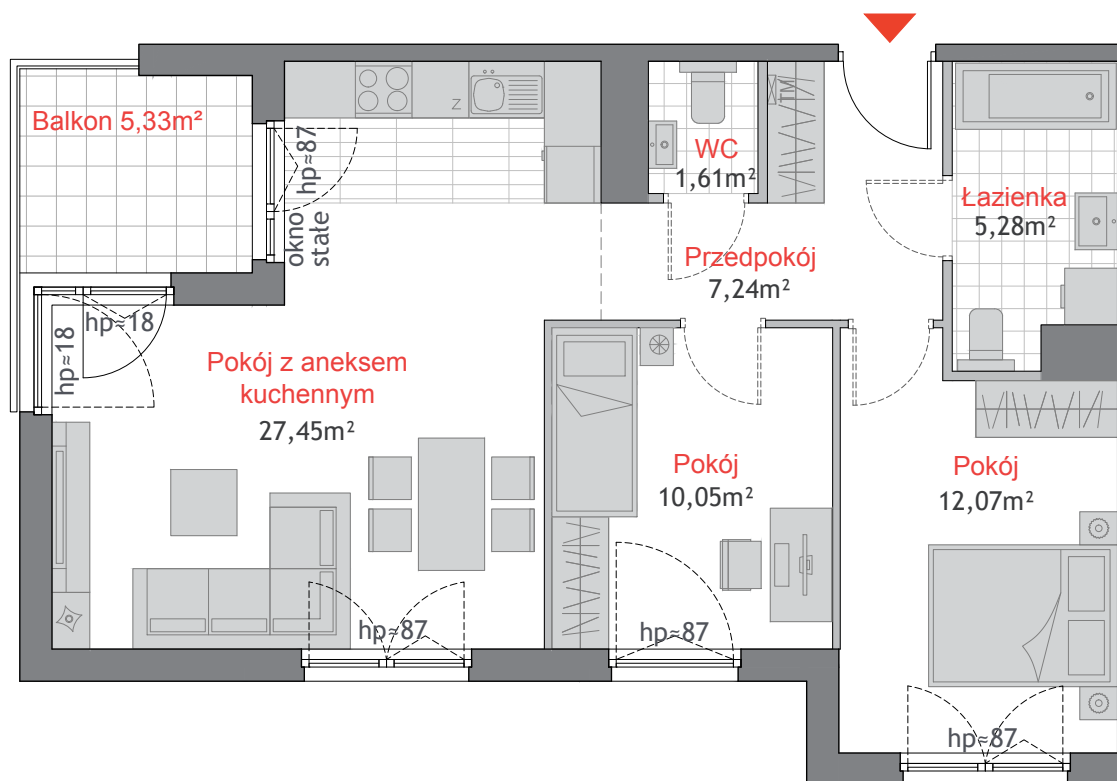 Balkon 5,33m²
hp≈87
okno
stałe
Z
WC
1,61m²
TM
Łazienka
5,28m²
Przedpokój
7,24m²
hp≈18
hp≈18
Pokój z aneksem
kuchennym
27,45m²
Pokój
10,05m²
Pokój
12,07m²
hp≈87
hp≈87
hp≈87